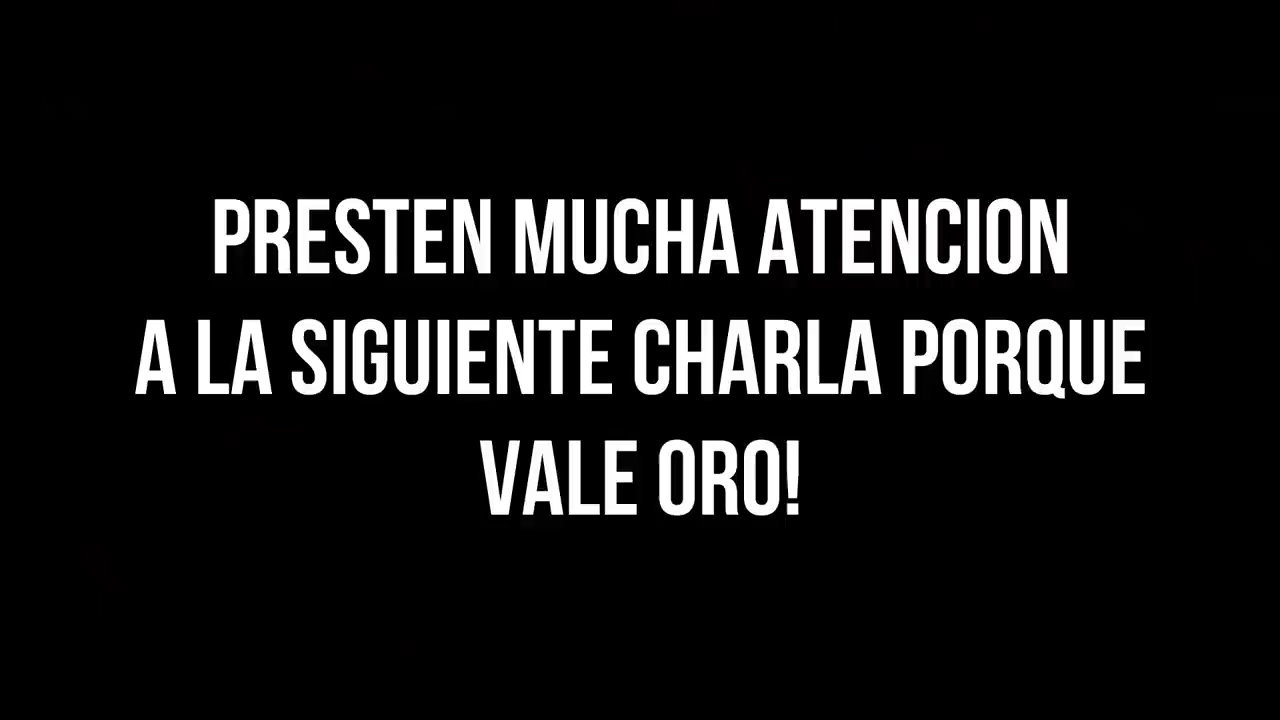 PRESTEN MUCHA ATENCION
A LA SIGUIENTE CHARLA PORQUE
VALE ORO!